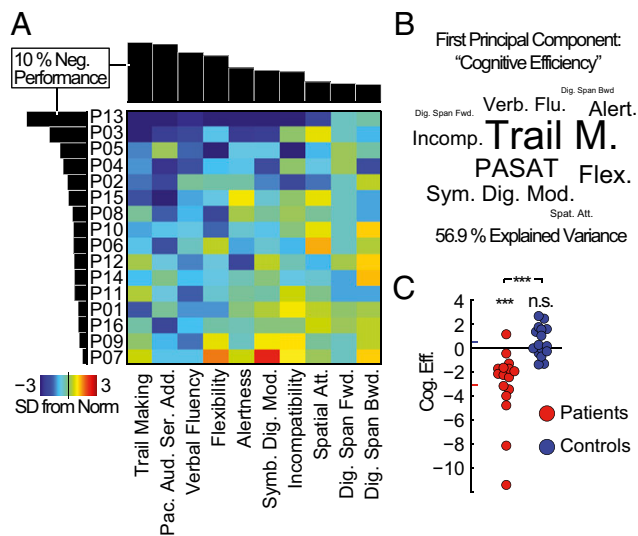 A
10 % Neg.
Performance
P13
P03
P05
P04
P02
P15
P08
P10
P06
P12
P14
P11
P01
P16
P09
P07
−3 3
SD from Norm
Trail Making
Pac. Aud. Ser. Add.
Verbal Fluency
Flexibility
Alertness
Symb. Dig. Mod.
Incompatibility
Spatial Att.
Dig. Span Fwd.
Dig. Span Bwd.
B
First Principal Component:
“Cognitive Efficiency”
Dig. Span Bwd
Dig. Span Fwd.
Verb. Flu.
Alert.
Incomp.
Trail M.
PASAT
Flex.
Sym. Dig. Mod.
Spat. Att.
56.9 % Explained Variance
C
***
*** n.s.
4
2
0
−2
−4
−6
−8
−10
Cog. Eff.
Patients
Controls